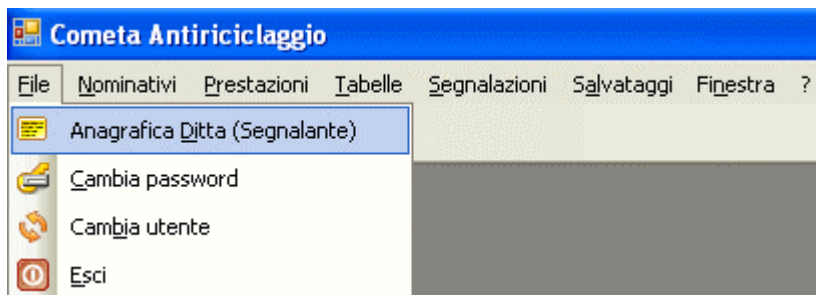 Cometa Antiriciclaggio
File Nominativi Prestazioni Tabelle Segnalazioni Salvataggi Finestra ?
Anagrafica Ditta (Segnalante)
Cambia password
Cambia utente
Esci